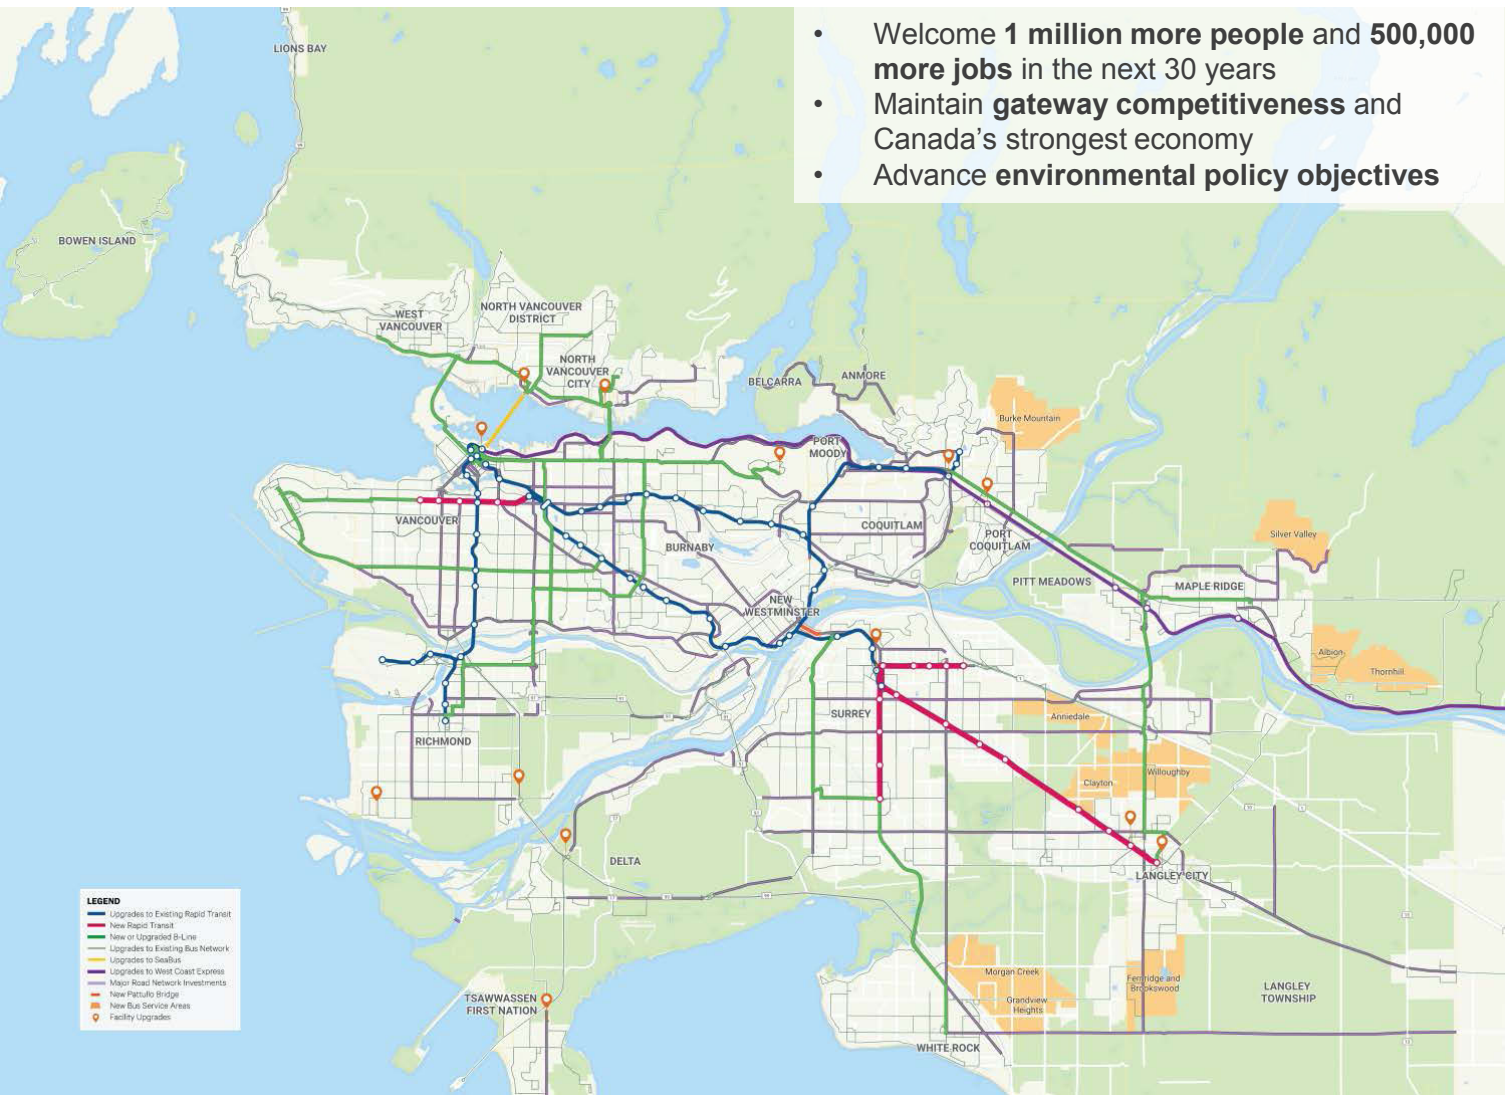 • Welcome 1 million more people and 500,000
more jobs in the next 30 years
• Maintain gateway competitiveness and
Canada's strongest economy
• Advance environmental policy objectives
LIONS BAY
BOWEN ISLAND
WEST
VANCOUVER
NORTH VANCOUVER
DISTRICT
NORTH
VANCOUVER
CITY
BELCARRA
ANMORE
Burke Mountain
PORT
MOODY
VANCOUVER
BURNABY
COQUITLAM
PORT
COQUITLAM
Silver Valley
PITT MEADOWS
MAPLE RIDGE
NEW
WESTMINSTER
Albion
Thornhill
SURREY
Anniedale
RICHMOND
Clayton
Willoughby
DELTA
LANGLEY CITY
LEGEND
Upgrades to Existing Rapid Transit
New Rapid Transit
New or Upgraded B-Line
Upgrades to Existing Bus Network
Upgrades to SeaBus
Upgrades to West Coast Express
Major Road Network Investments
New Pattullo Bridge
New Bus Service Areas
Facility Upgrades
TSAWWASSEN
FIRST NATION
Morgan Creek
Grandview
Heights
Fernridge and
Brookswood
LANGLEY
TOWNSHIP
WHITE ROCK